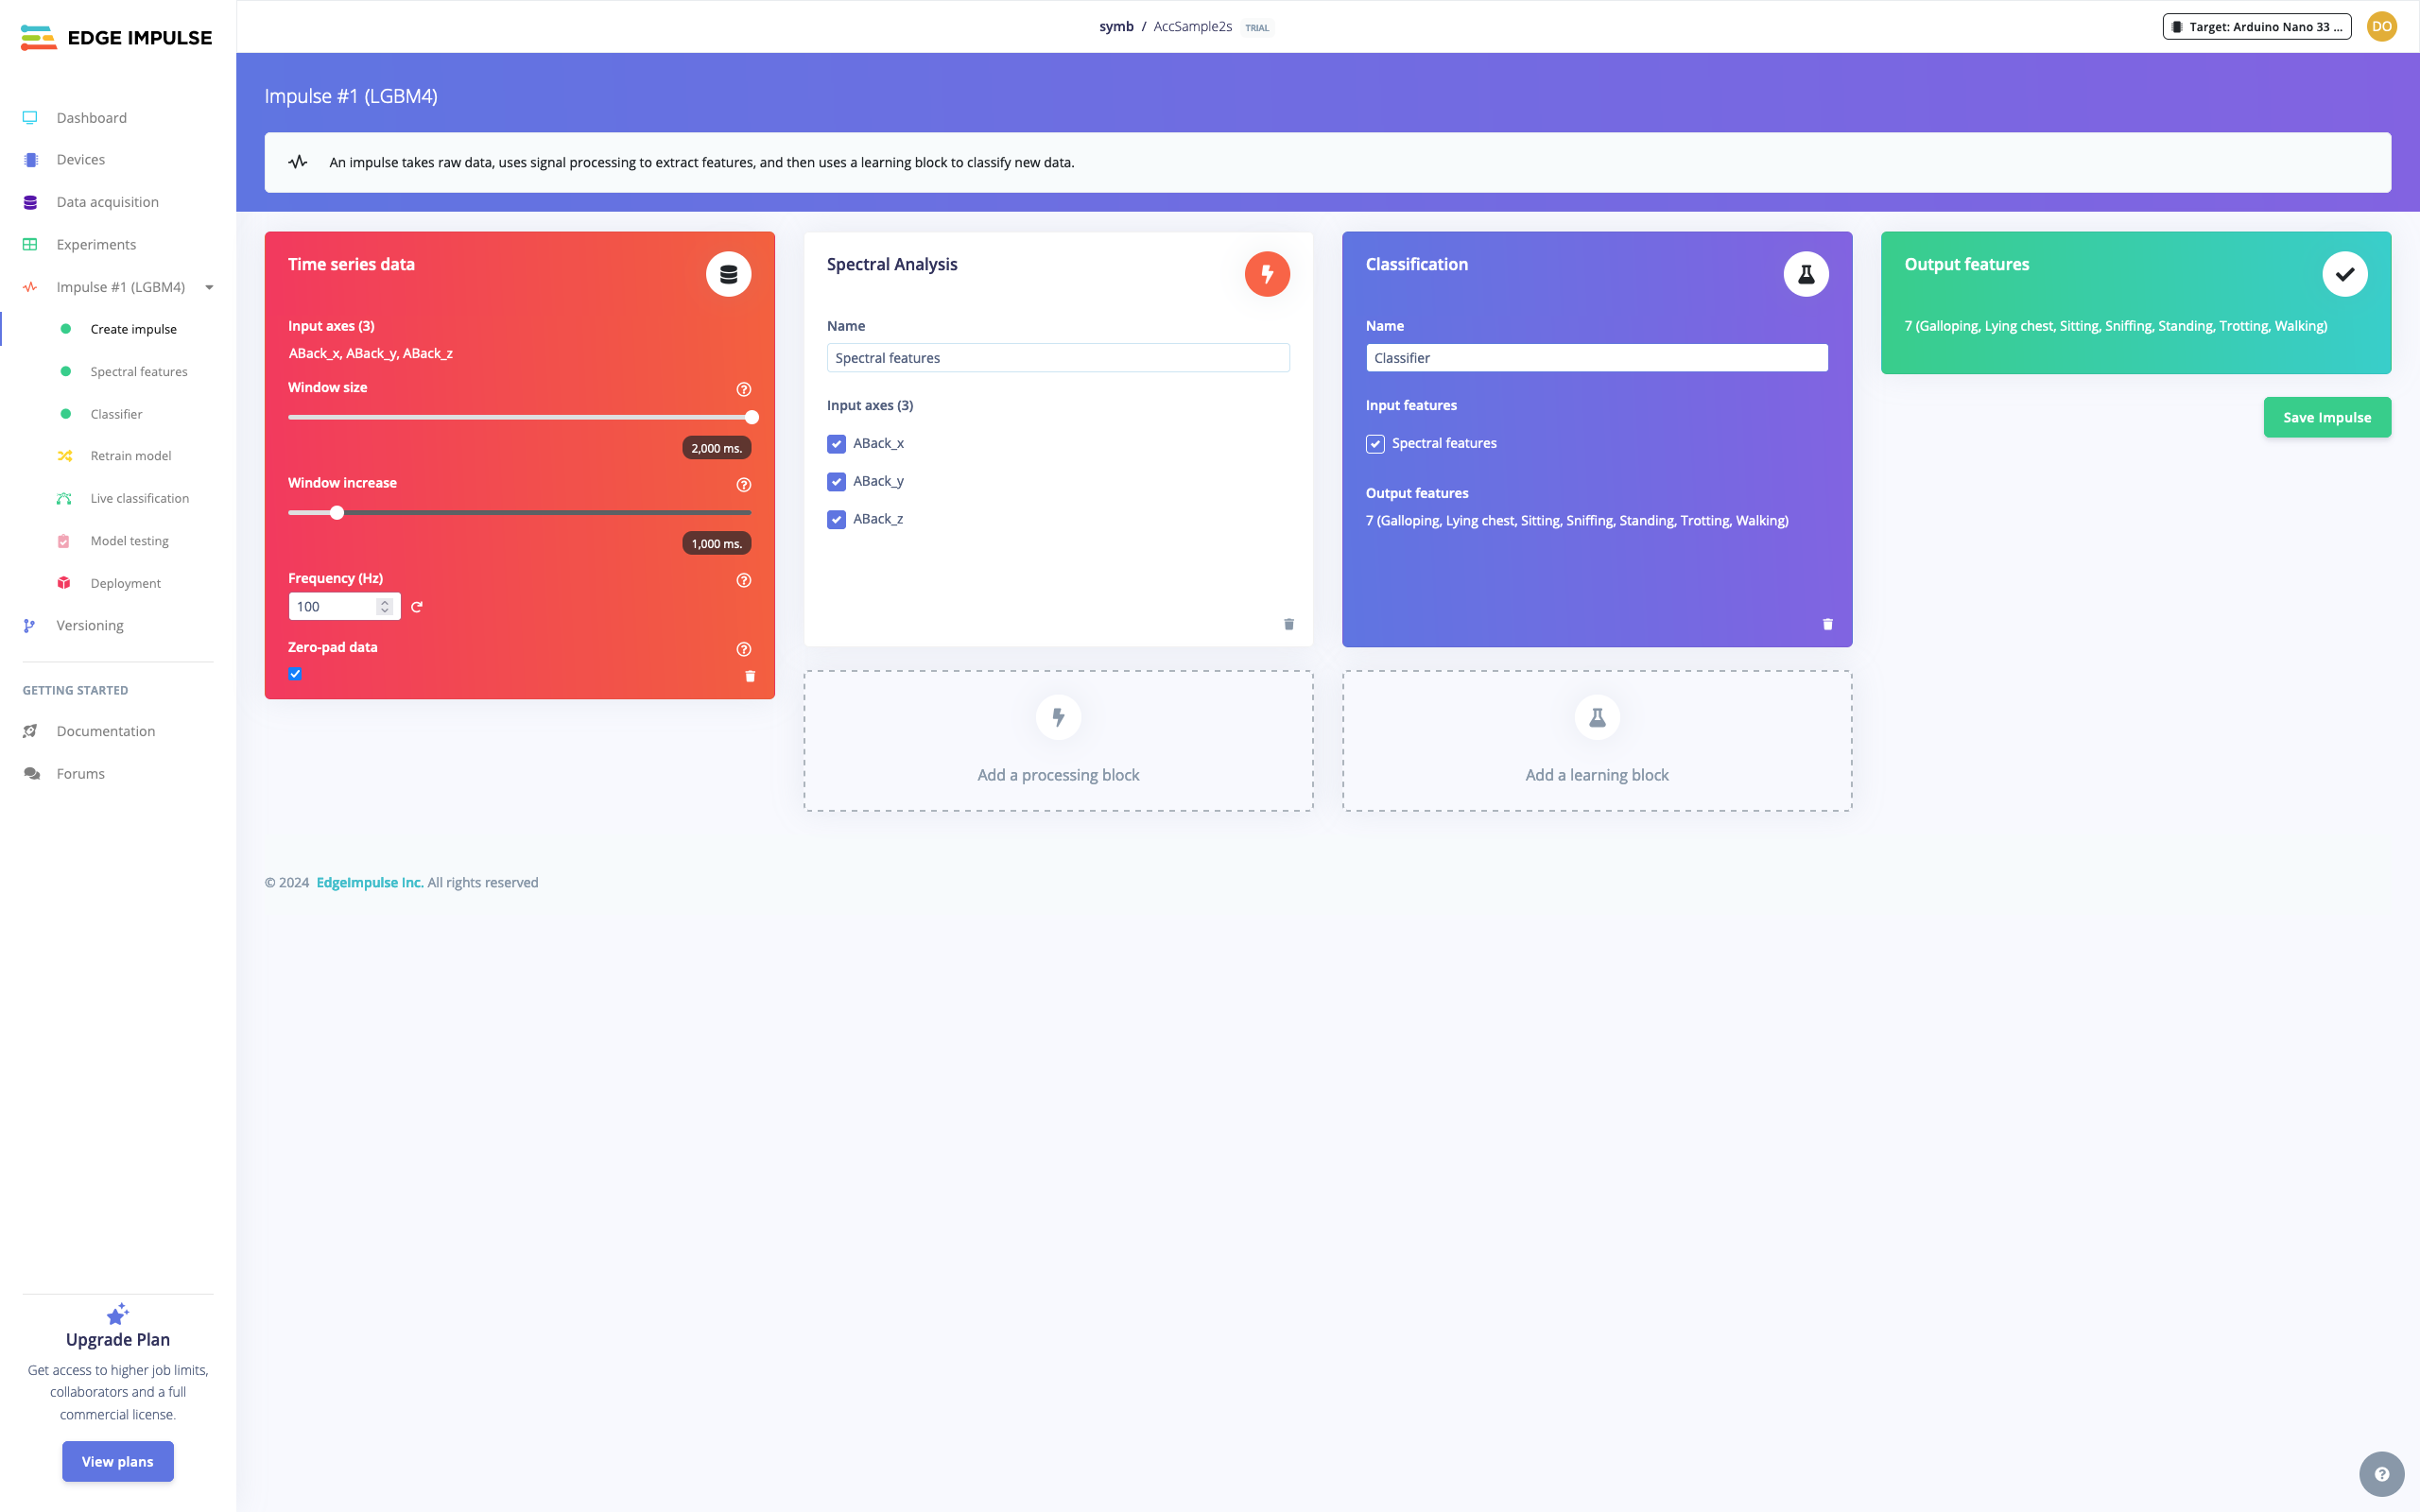 EDGE IMPULSE
symb / AccSample2s TRIAL
Target: Arduino Nano 33 ...
DO
Dashboard
Devices
Data acquisition
Experiments
Impulse #1 (LGBM4)
Create impulse
Spectral features
Classifier
Retrain model
Live classification
Model testing
Deployment
Versioning
GETTING STARTED
Documentation
Forums
Upgrade Plan
Get access to higher job limits,
collaborators and a full
commercial license.
View plans
Impulse #1 (LGBM4)
An impulse takes raw data, uses signal processing to extract features, and then uses a learning block to classify new data.
Time series data
Input axes (3)
ABack_x, ABack_y, ABack_z
Window size
?
2,000 ms.
Window increase
?
1,000 ms.
Frequency (Hz)
?
100
Zero-pad data
?
Spectral Analysis
Name
Spectral features
Input axes (3)
ABack_x
ABack_y
ABack_z
Add a processing block
Classification
Name
Classifier
Input features
Spectral features
Output features
7 (Galloping, Lying chest, Sitting, Sniffing, Standing, Trotting, Walking)
Add a learning block
Output features
7 (Galloping, Lying chest, Sitting, Sniffing, Standing, Trotting, Walking)
Save Impulse
© 2024 EdgeImpulse Inc. All rights reserved
?